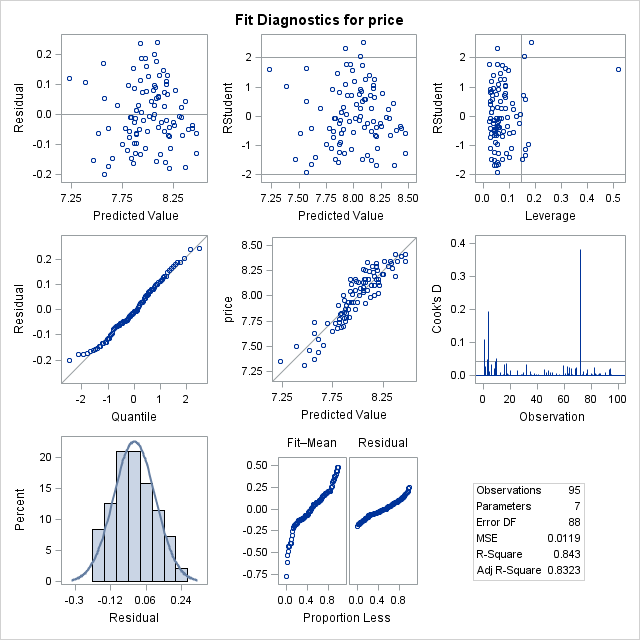 Fit Diagnostics for price
Residual
0.2
0.1
0.0
-0.1
-0.2
7.25 7.75 8.25
Predicted Value
RStudent
2
1
0
-1
-2
7.25 7.50 7.75 8.00 8.25 8.50
Predicted Value
RStudent
2
1
0
-1
-2
0.0 0.1 0.2 0.3 0.4 0.5
Leverage
Residual
0.2
0.1
0.0
-0.1
-0.2
-2 -1 0 1 2
Quantile
price
8.50
8.25
8.00
7.75
7.50
7.25
7.25 7.75 8.25
Predicted Value
Cook's D
0.4
0.3
0.2
0.1
0.0
0 20 40 60 80 100
Observation
Percent
20
15
10
5
0
-0.3 -0.12 0.06 0.24
Residual
Fit–Mean Residual
0.50
0.25
0.00
-0.25
-0.50
-0.75
0.0 0.4 0.8 0.0 0.4 0.8
Proportion Less
Observations 95
Parameters 7
Error DF 88
MSE 0.0119
R-Square 0.843
Adj R-Square 0.8323